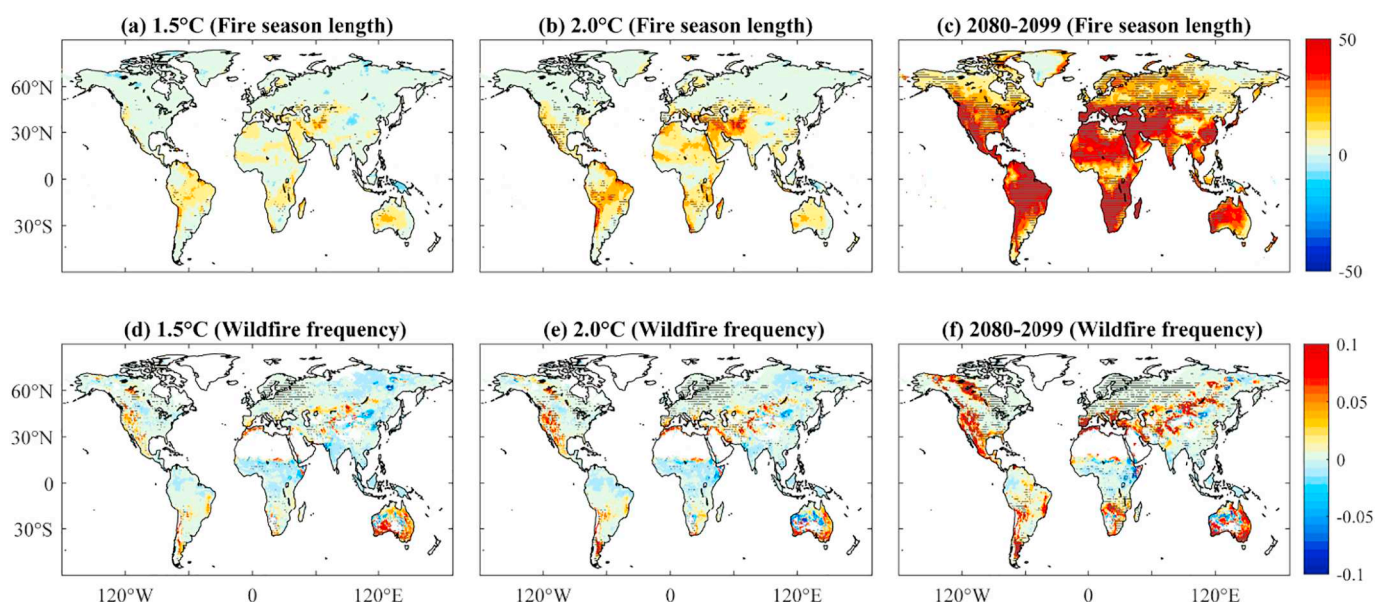 (a) 1.5°C (Fire season length) (b) 2.0°C (Fire season length) (c) 2080-2099 (Fire season length)
60°N
30°N
0
30°S
50
0
-50
(d) 1.5°C (Wildfire frequency) (e) 2.0°C (Wildfire frequency) (f) 2080-2099 (Wildfire frequency)
60°N
30°N
0
30°S
0.1
0.05
0
-0.05
-0.1
120°W 0 120°E 120°W 0 120°E 120°W 0 120°E